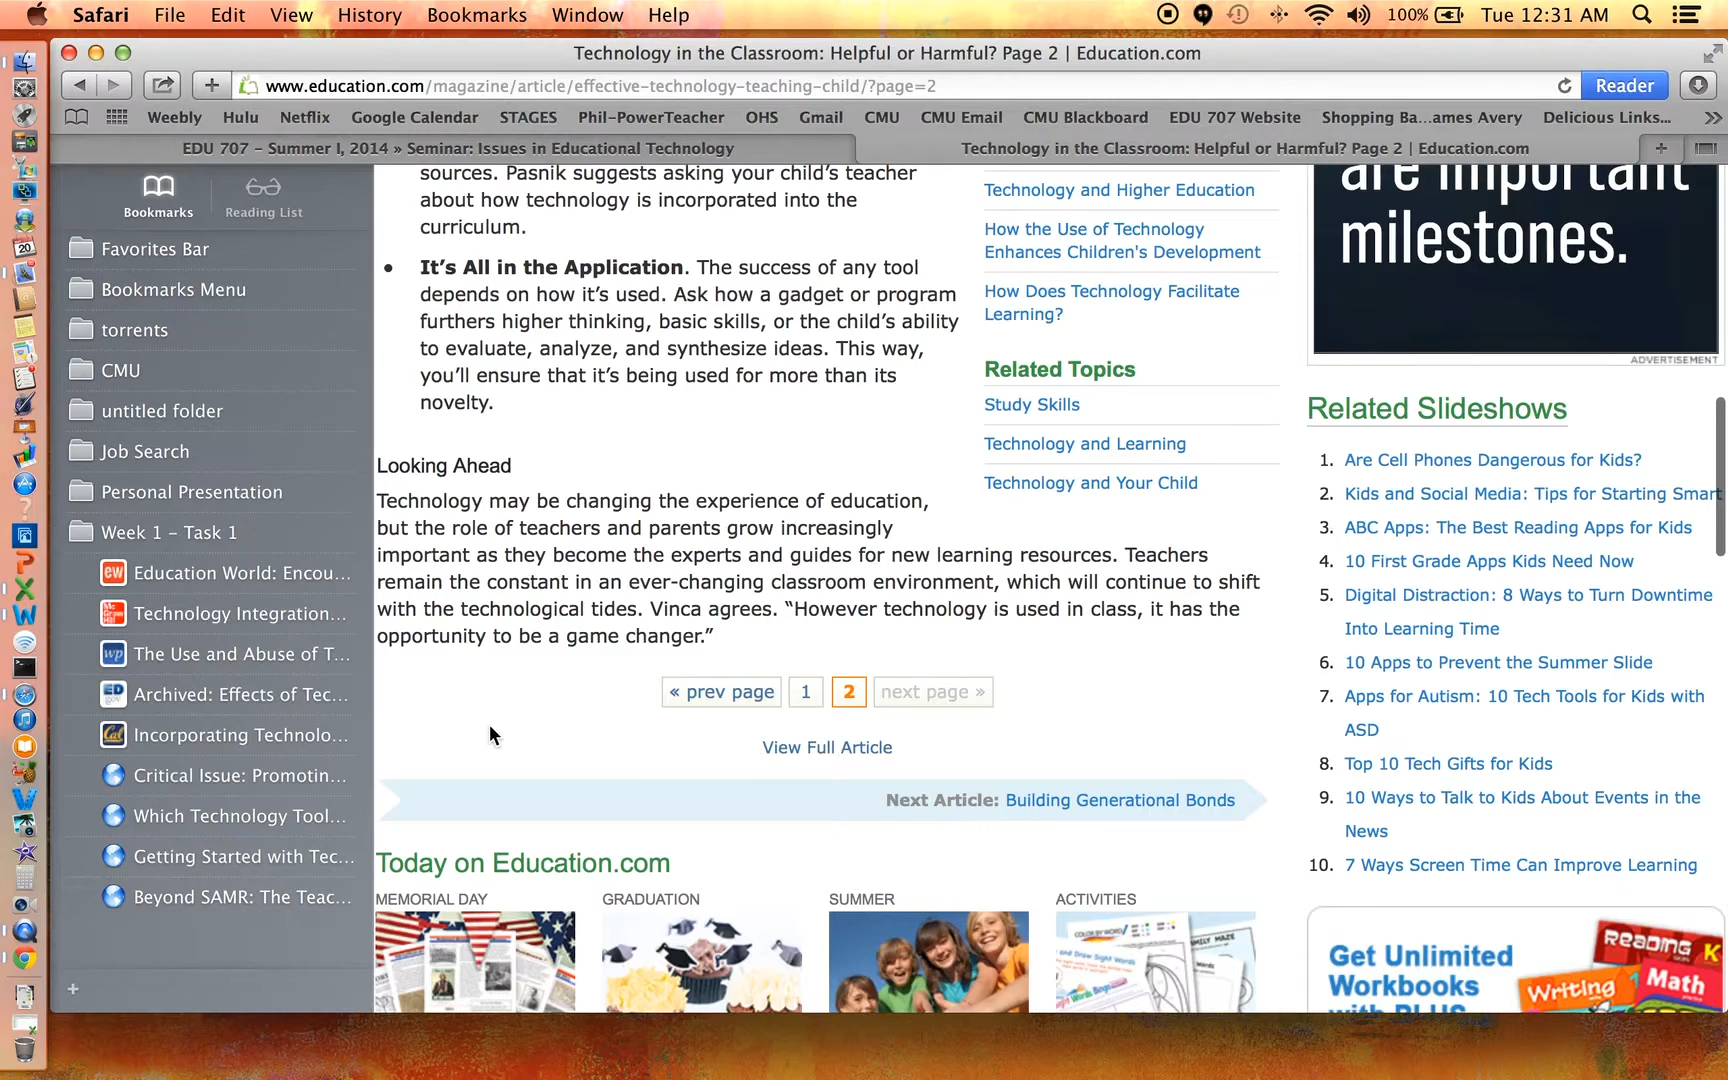 Safari File Edit View History Bookmarks Window Help 100% Tue 12:31 AM
Technology in the Classroom: Helpful or Harmful? Page 2 | Education.com
www.education.com/magazine/article/effective-technology-teaching-child/?page=2
Reader
Weebly Hulu Netflix Google Calendar STAGES Phil-PowerTeacher OHS Gmail CMU CMU Email CMU Blackboard EDU 707 Website Shopping Ba...ames Avery Delicious Links... »
EDU 707 – Summer I, 2014 » Seminar: Issues in Educational Technology
Technology in the Classroom: Helpful or Harmful? Page 2 | Education.com
Bookmarks
Reading List
Favorites Bar
Bookmarks Menu
torrents
CMU
untitled folder
Job Search
Personal Presentation
Week 1 – Task 1
Education World: Encou...
Technology Integration...
The Use and Abuse of T...
Archived: Effects of Tec...
Incorporating Technolo...
Critical Issue: Promotin...
Which Technology Tool...
Getting Started with Tec...
Beyond SAMR: The Teac...
sources. Pasnik suggests asking your child's teacher
about how technology is incorporated into the
curriculum.
• It's All in the Application. The success of any tool
depends on how it's used. Ask how a gadget or program
furthers higher thinking, basic skills, or the child's ability
to evaluate, analyze, and synthesize ideas. This way,
you'll ensure that it's being used for more than its
novelty.
Looking Ahead
Technology may be changing the experience of education,
but the role of teachers and parents grow increasingly
important as they become the experts and guides for new learning resources. Teachers
remain the constant in an ever-changing classroom environment, which will continue to shift
with the technological tides. Vinca agrees. “However technology is used in class, it has the
opportunity to be a game changer.”
« prev page 1 2 next page »
View Full Article
Next Article: Building Generational Bonds
Today on Education.com
MEMORIAL DAY
GRADUATION
SUMMER
ACTIVITIES
Technology and Higher Education
How the Use of Technology
Enhances Children's Development
How Does Technology Facilitate
Learning?
Related Topics
Study Skills
Technology and Learning
Technology and Your Child
are important
milestones.
ADVERTISEMENT
Related Slideshows
1. Are Cell Phones Dangerous for Kids?
2. Kids and Social Media: Tips for Starting Smart
3. ABC Apps: The Best Reading Apps for Kids
4. 10 First Grade Apps Kids Need Now
5. Digital Distraction: 8 Ways to Turn Downtime
Into Learning Time
6. 10 Apps to Prevent the Summer Slide
7. Apps for Autism: 10 Tech Tools for Kids with
ASD
8. Top 10 Tech Gifts for Kids
9. 10 Ways to Talk to Kids About Events in the
News
10. 7 Ways Screen Time Can Improve Learning
Get Unlimited
Workbooks
with PLUS
Reading K
Writing
Math